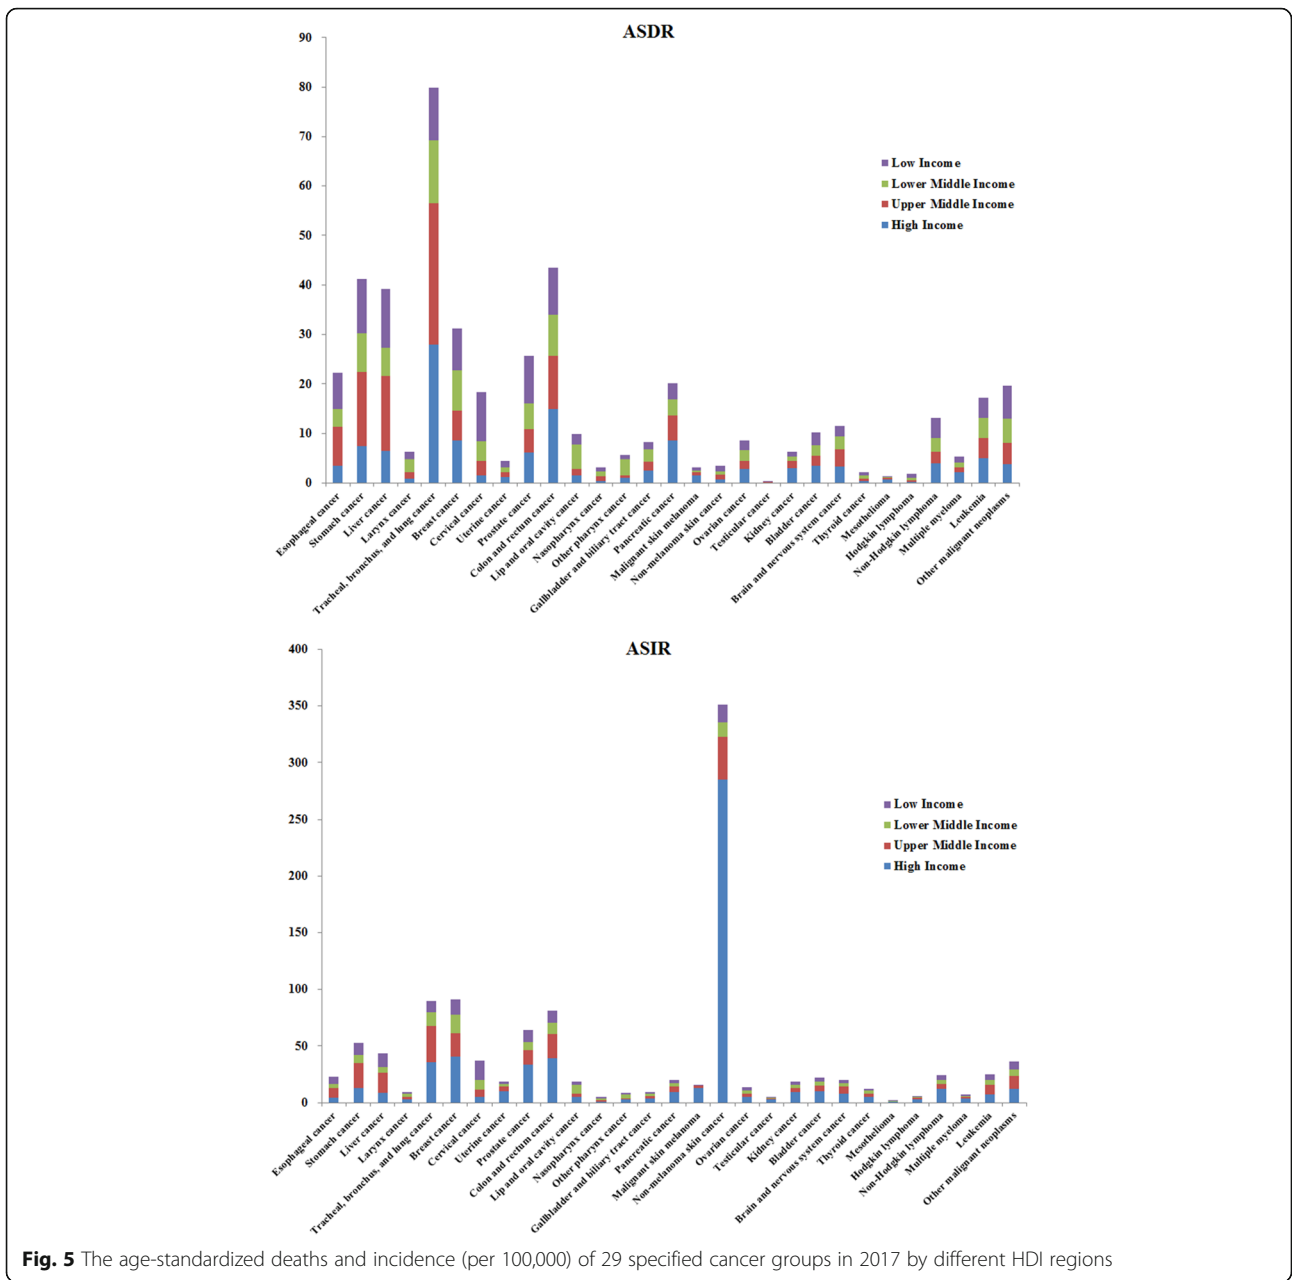 ASDR
90
80
70
60
50
40
30
20
10
0
Low Income
Lower Middle Income
Upper Middle Income
High Income
Esophageal cancer
Stomach cancer
Liver cancer
Larynx cancer
Tracheal, bronchus, and lung cancer
Breast cancer
Cervical cancer
Uterine cancer
Prostate cancer
Colon and rectum cancer
Lip and oral cavity cancer
Nasopharynx cancer
Other pharynx cancer
Gallbladder and biliary tract cancer
Pancreatic cancer
Malignant skin melanoma
Non-melanoma skin cancer
Ovarian cancer
Testicular cancer
Kidney cancer
Bladder cancer
Brain and nervous system cancer
Thyroid cancer
Mesothelioma
Hodgkin lymphoma
Non-Hodgkin lymphoma
Multiple myeloma
Leukemia
Other malignant neoplasms
ASIR
400
350
300
250
200
150
100
50
0
Low Income
Lower Middle Income
Upper Middle Income
High Income
Esophageal cancer
Stomach cancer
Liver cancer
Larynx cancer
Tracheal, bronchus, and lung cancer
Breast cancer
Cervical cancer
Uterine cancer
Prostate cancer
Colon and rectum cancer
Lip and oral cavity cancer
Nasopharynx cancer
Other pharynx cancer
Gallbladder and biliary tract cancer
Pancreatic cancer
Malignant skin melanoma
Non-melanoma skin cancer
Ovarian cancer
Testicular cancer
Kidney cancer
Bladder cancer
Brain and nervous system cancer
Thyroid cancer
Mesothelioma
Hodgkin lymphoma
Non-Hodgkin lymphoma
Multiple myeloma
Leukemia
Other malignant neoplasms
Fig. 5 The age-standardized deaths and incidence (per 100,000) of 29 specified cancer groups in 2017 by different HDI regions